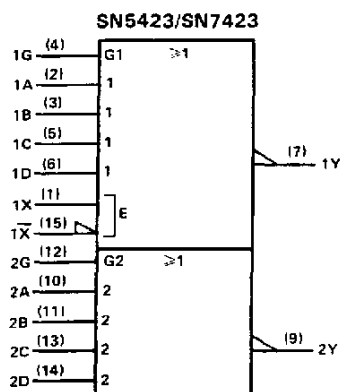 SN5423/SN7423
1G (4) G1 ≥1
1A (2) 1
1B (3) 1
1C (5) 1
1D (6) 1
(7) 1Y
1X (1) E
1X̅ (15)
2G (12) G2 ≥1
2A (10) 2
2B (11) 2
2C (13) 2
2D (14) 2
(9) 2Y